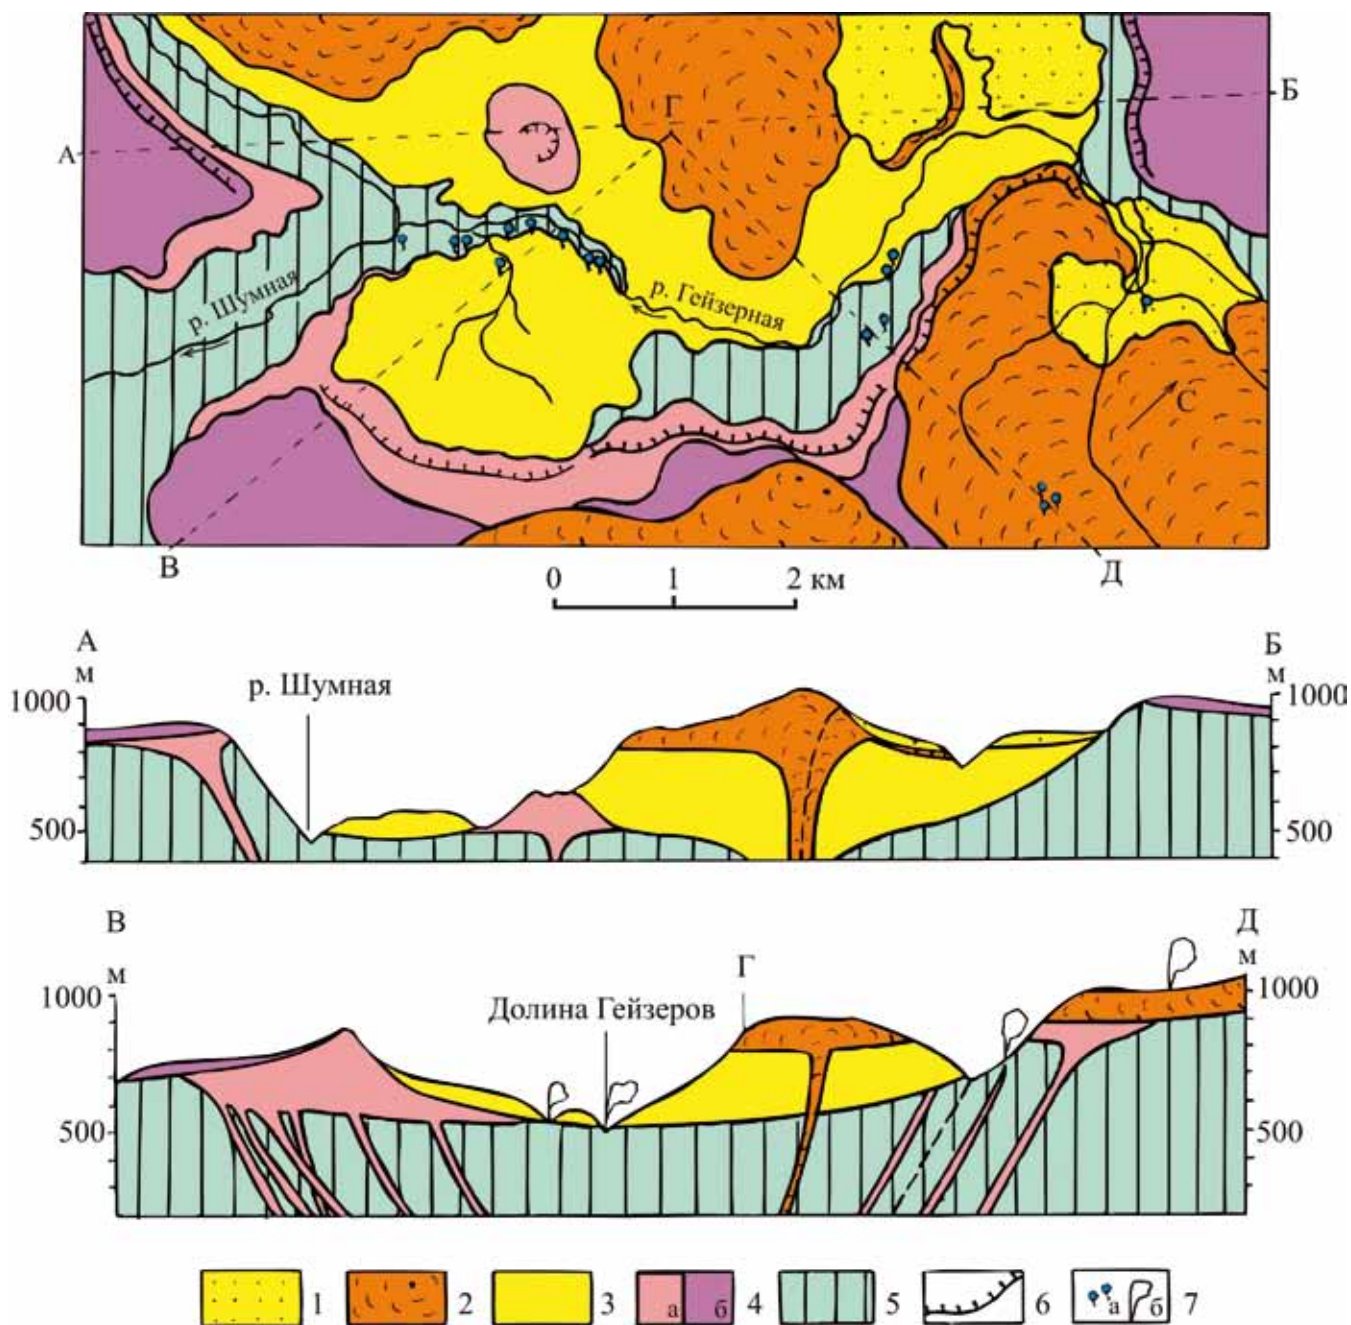 Б
Г
А
р. Шумная
р. Гейзерная
С
В
Д
0 1 2 км
А Б
м м
р. Шумная
1000 1000
500 500
В Д
м Г м
1000 1000
Долина Гейзеров
500 500
1 2 3 а б 4 5 6 а б 7